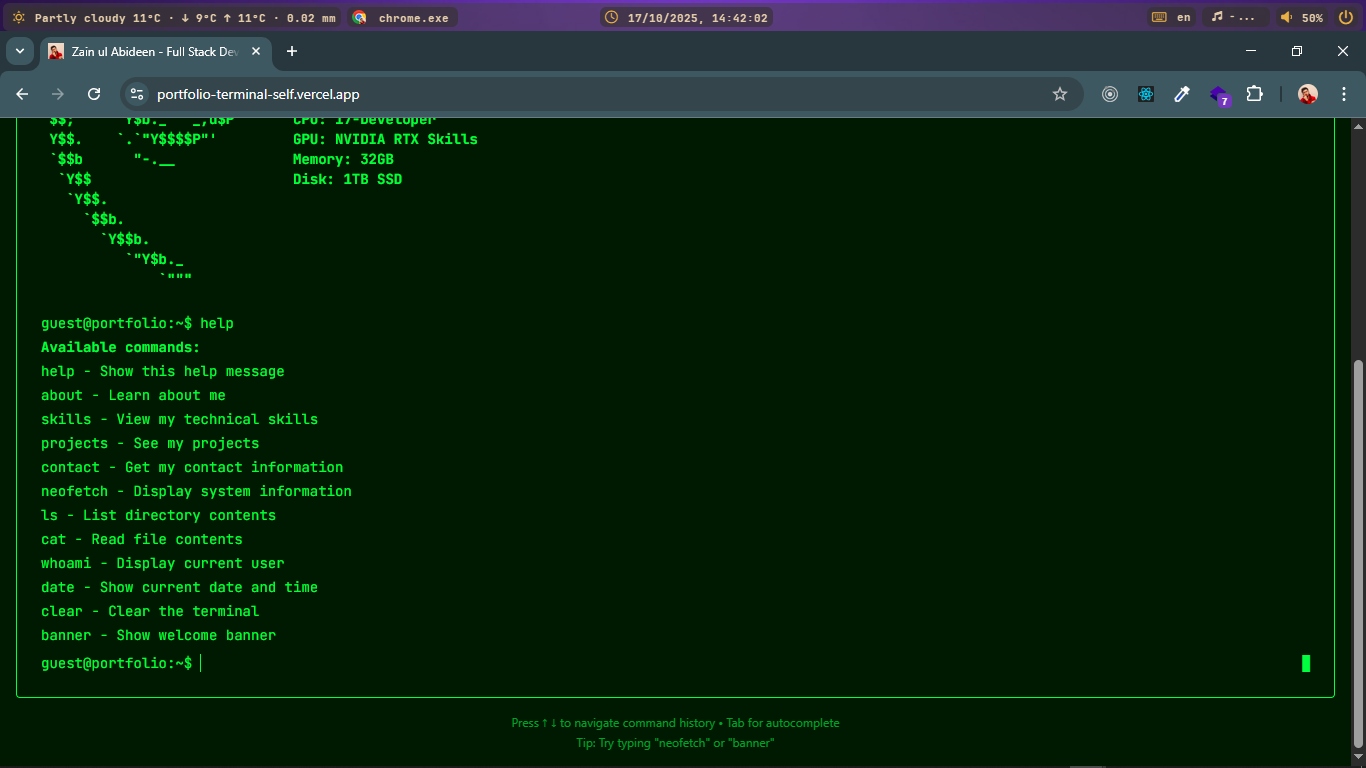 Partly cloudy 11°C · ↓ 9°C ↑ 11°C · 0.02 mm
chrome.exe
17/10/2025, 14:42:02
en
- ...
50%
Zain ul Abideen - Full Stack Dev
portfolio-terminal-self.vercel.app
7
$$; Y$b._ _,d$P' CPU: i7-Developer
Y$$. `.`"Y$$$$P"' GPU: NVIDIA RTX Skills
`$$b "-.__ Memory: 32GB
`Y$$ Disk: 1TB SSD
`Y$$.
`$$b.
`Y$$b.
`"Y$b._
`"""
guest@portfolio:~$ help
Available commands:
help - Show this help message
about - Learn about me
skills - View my technical skills
projects - See my projects
contact - Get my contact information
neofetch - Display system information
ls - List directory contents
cat - Read file contents
whoami - Display current user
date - Show current date and time
clear - Clear the terminal
banner - Show welcome banner
guest@portfolio:~$
Press ↑ ↓ to navigate command history • Tab for autocomplete
Tip: Try typing "neofetch" or "banner"